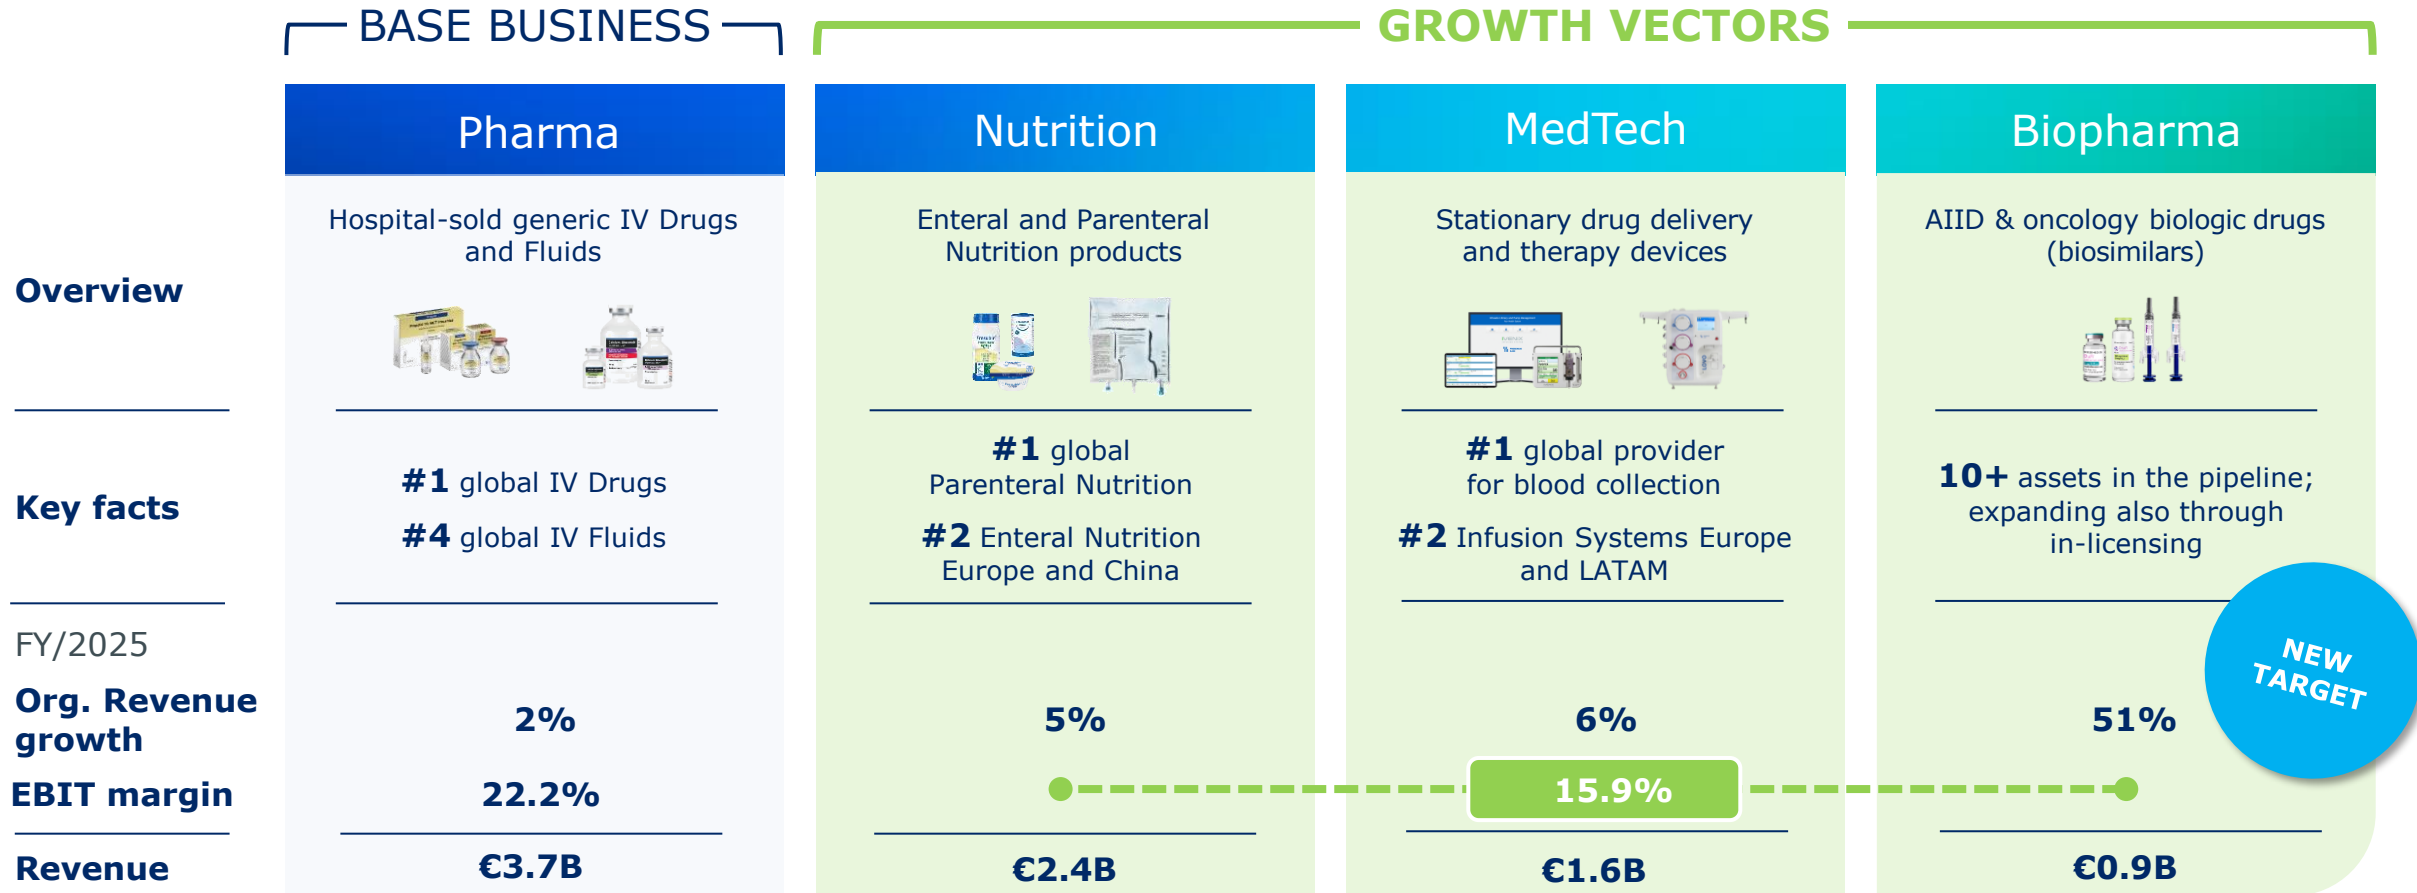 BASE BUSINESS
GROWTH VECTORS
Pharma
Nutrition
MedTech
Biopharma
Overview
Hospital-sold generic IV Drugs
and Fluids
Enteral and Parenteral
Nutrition products
Stationary drug delivery
and therapy devices
AIID & oncology biologic drugs
(biosimilars)
Key facts
#1 global IV Drugs
#4 global IV Fluids
#1 global
Parenteral Nutrition
#2 Enteral Nutrition
Europe and China
#1 global provider
for blood collection
#2 Infusion Systems Europe
and LATAM
10+ assets in the pipeline;
expanding also through
in-licensing
NEW
TARGET
FY/2025
Org. Revenue
growth
2%
5%
6%
51%
EBIT margin
22.2%
15.9%
Revenue
€3.7B
€2.4B
€1.6B
€0.9B